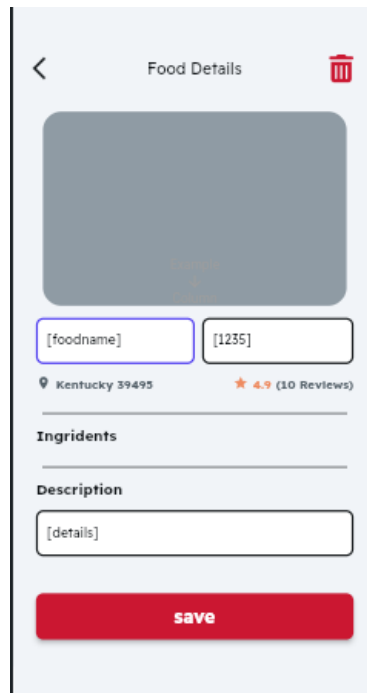 Food Details
[foodname]
[1235]
Kentucky 39495
4.9 (10 Reviews)
Ingridents
Description
[details]
save